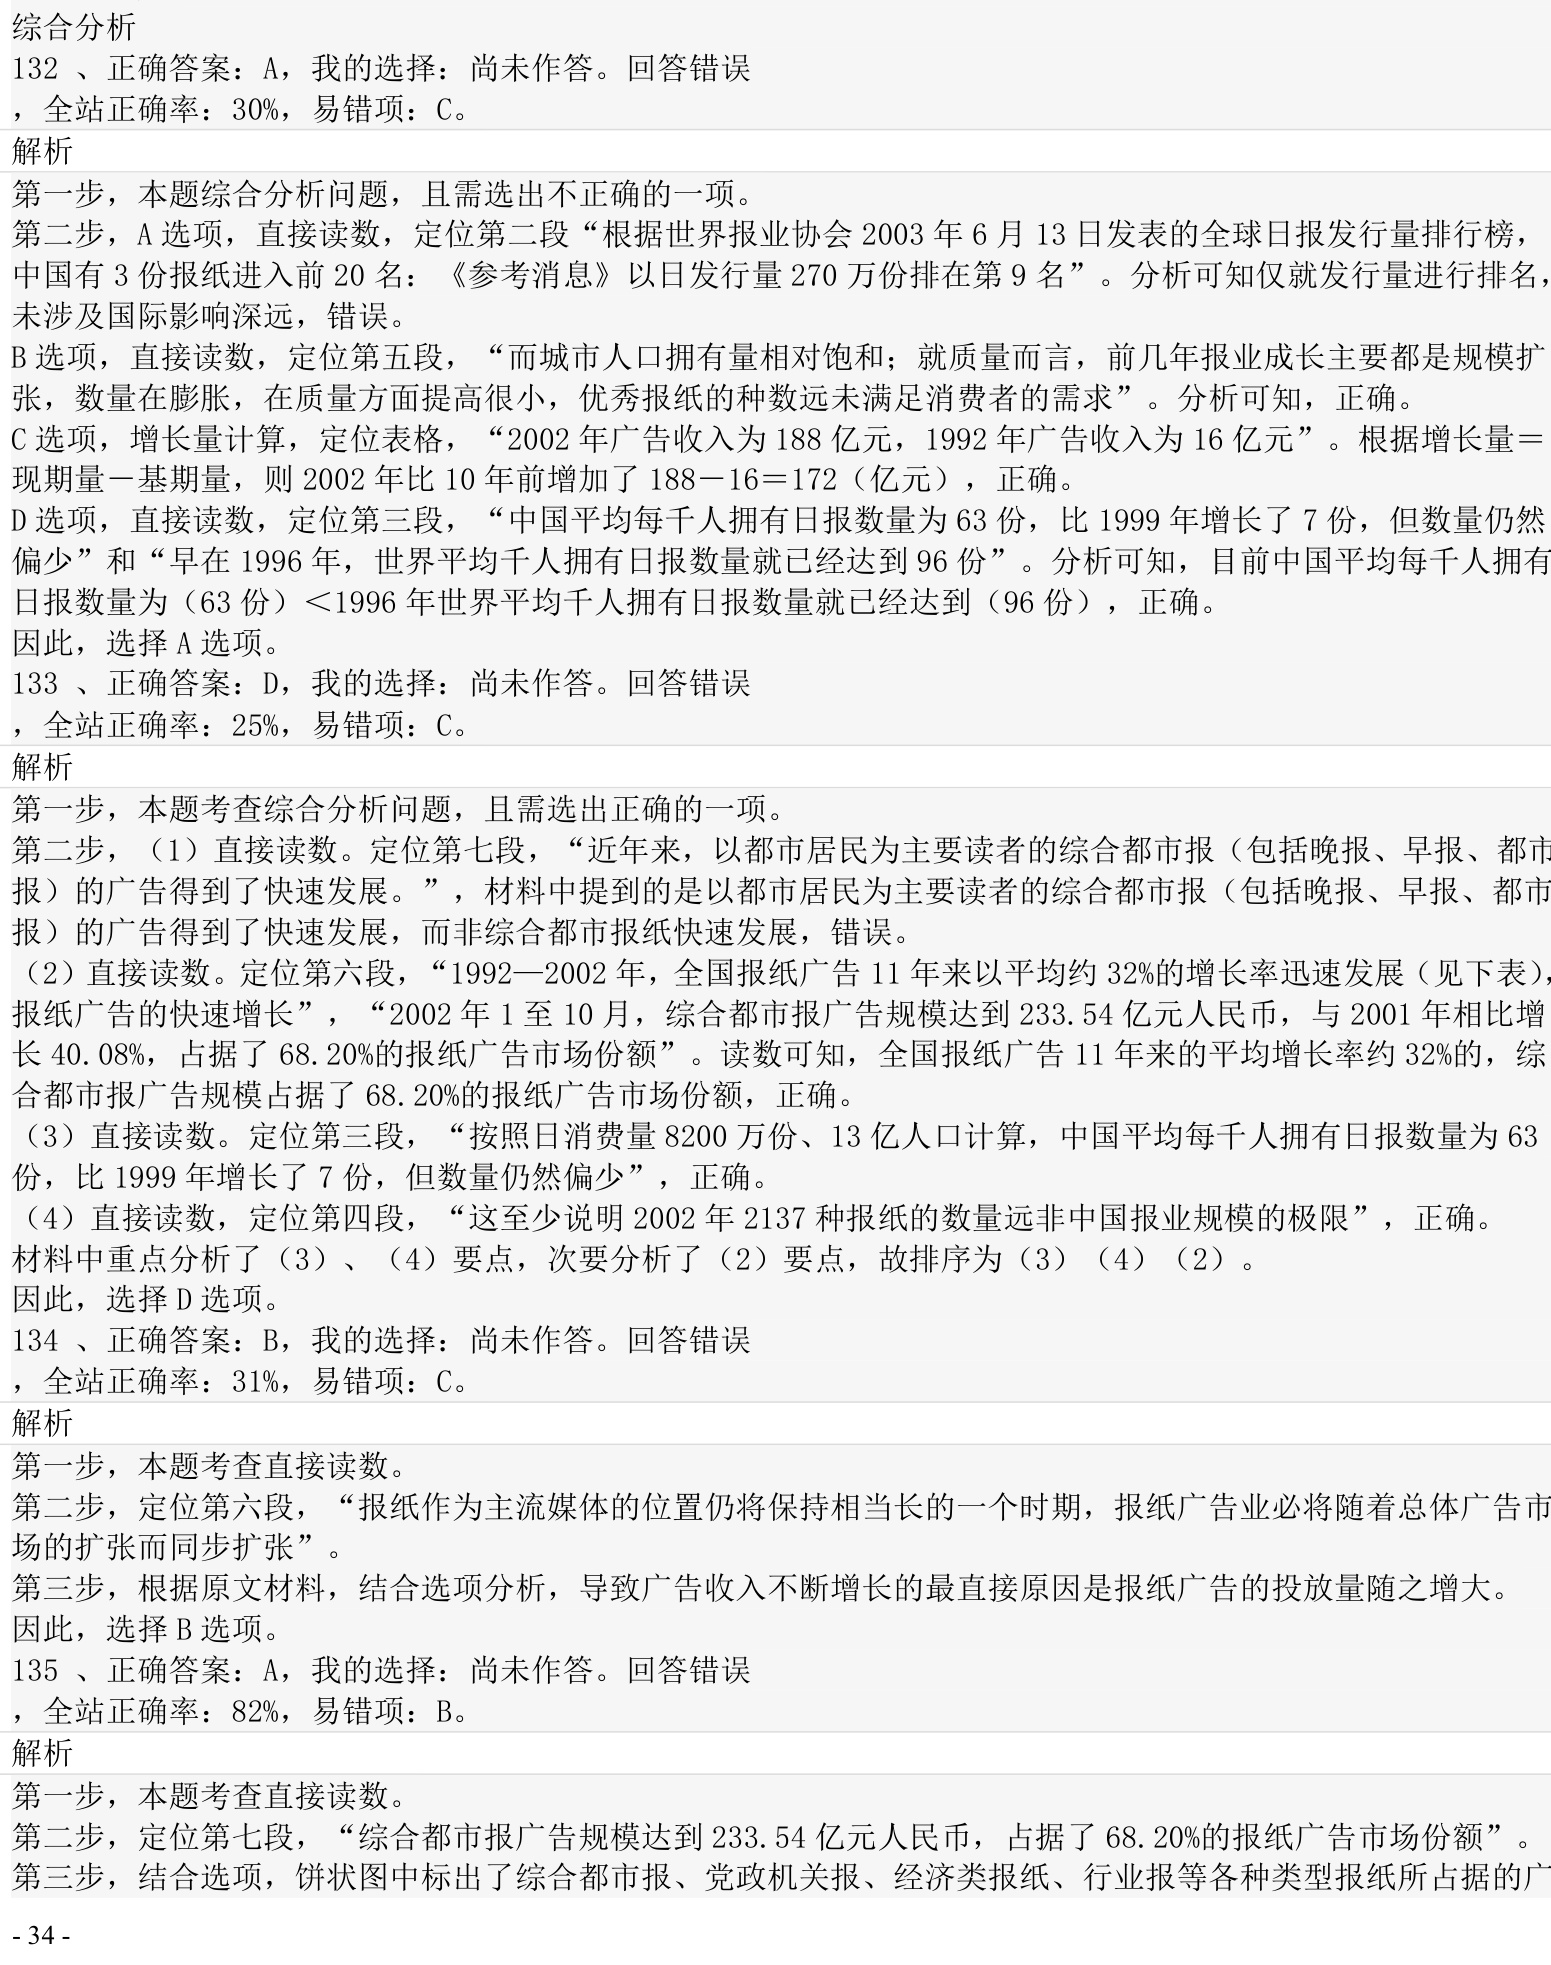 综合分析
132 、正确答案：A，我的选择：尚未作答。回答错误
，全站正确率：30%，易错项：C。
解析
第一步，本题综合分析问题，且需选出不正确的一项。
第二步，A 选项，直接读数，定位第二段“根据世界报业协会 2003 年 6 月 13 日发表的全球日报发行量排行榜，
中国有 3 份报纸进入前 20 名：《参考消息》以日发行量 270 万份排在第 9 名”。分析可知仅就发行量进行排名，
未涉及国际影响深远，错误。
B 选项，直接读数，定位第五段，“而城市人口拥有量相对饱和；就质量而言，前几年报业成长主要都是规模扩
张，数量在膨胀，在质量方面提高很小，优秀报纸的种数远未满足消费者的需求”。分析可知，正确。
C 选项，增长量计算，定位表格，“2002 年广告收入为 188 亿元，1992 年广告收入为 16 亿元”。根据增长量＝
现期量－基期量，则 2002 年比 10 年前增加了 188－16＝172（亿元），正确。
D 选项，直接读数，定位第三段，“中国平均每千人拥有日报数量为 63 份，比 1999 年增长了 7 份，但数量仍然
偏少”和“早在 1996 年，世界平均千人拥有日报数量就已经达到 96 份”。分析可知，目前中国平均每千人拥有
日报数量为（63 份）＜1996 年世界平均千人拥有日报数量就已经达到（96 份），正确。
因此，选择 A 选项。
133 、正确答案：D，我的选择：尚未作答。回答错误
，全站正确率：25%，易错项：C。
解析
第一步，本题考查综合分析问题，且需选出正确的一项。
第二步，（1）直接读数。定位第七段，“近年来，以都市居民为主要读者的综合都市报（包括晚报、早报、都市
报）的广告得到了快速发展。”，材料中提到的是以都市居民为主要读者的综合都市报（包括晚报、早报、都市
报）的广告得到了快速发展，而非综合都市报纸快速发展，错误。
（2）直接读数。定位第六段，“1992—2002 年，全国报纸广告 11 年来以平均约 32%的增长率迅速发展（见下表），
报纸广告的快速增长”，“2002 年 1 至 10 月，综合都市报广告规模达到 233.54 亿元人民币，与 2001 年相比增
长 40.08%，占据了 68.20%的报纸广告市场份额”。读数可知，全国报纸广告 11 年来的平均增长率约 32%的，综
合都市报广告规模占据了 68.20%的报纸广告市场份额，正确。
（3）直接读数。定位第三段，“按照日消费量 8200 万份、13 亿人口计算，中国平均每千人拥有日报数量为 63
份，比 1999 年增长了 7 份，但数量仍然偏少”，正确。
（4）直接读数，定位第四段，“这至少说明 2002 年 2137 种报纸的数量远非中国报业规模的极限”，正确。
材料中重点分析了（3）、（4）要点，次要分析了（2）要点，故排序为（3）（4）（2）。
因此，选择 D 选项。
134 、正确答案：B，我的选择：尚未作答。回答错误
，全站正确率：31%，易错项：C。
解析
第一步，本题考查直接读数。
第二步，定位第六段，“报纸作为主流媒体的位置仍将保持相当长的一个时期，报纸广告业必将随着总体广告市
场的扩张而同步扩张”。
第三步，根据原文材料，结合选项分析，导致广告收入不断增长的最直接原因是报纸广告的投放量随之增大。
因此，选择 B 选项。
135 、正确答案：A，我的选择：尚未作答。回答错误
，全站正确率：82%，易错项：B。
解析
第一步，本题考查直接读数。
第二步，定位第七段，“综合都市报广告规模达到 233.54 亿元人民币，占据了 68.20%的报纸广告市场份额”。
第三步，结合选项，饼状图中标出了综合都市报、党政机关报、经济类报纸、行业报等各种类型报纸所占据的广
- 34 -